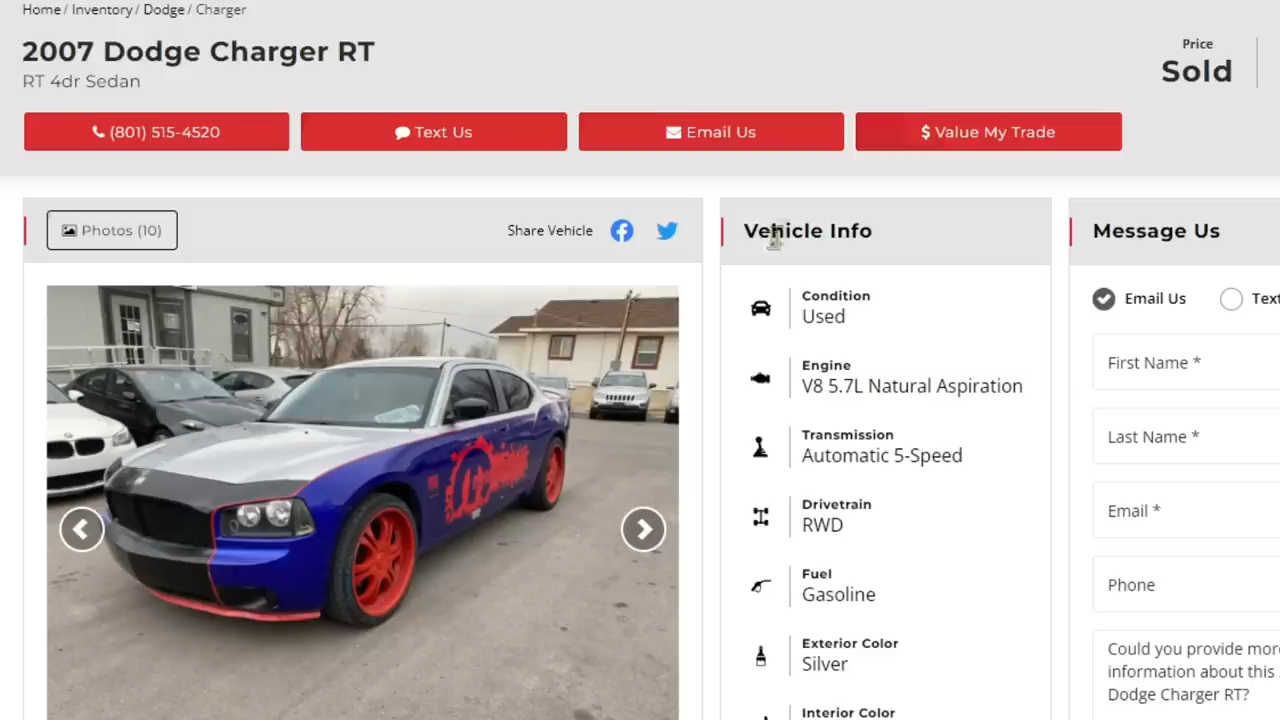 Home / Inventory / Dodge / Charger
2007 Dodge Charger RT
RT 4dr Sedan
Price
Sold
(801) 515-4520
Text Us
Email Us
$ Value My Trade
Photos (10)
Share Vehicle
Vehicle Info
Condition
Used
Engine
V8 5.7L Natural Aspiration
Transmission
Automatic 5-Speed
Drivetrain
RWD
Fuel
Gasoline
Exterior Color
Silver
Interior Color
Message Us
Email Us
Text
First Name *
Last Name *
Email *
Phone
Could you provide more
information about this
Dodge Charger RT?